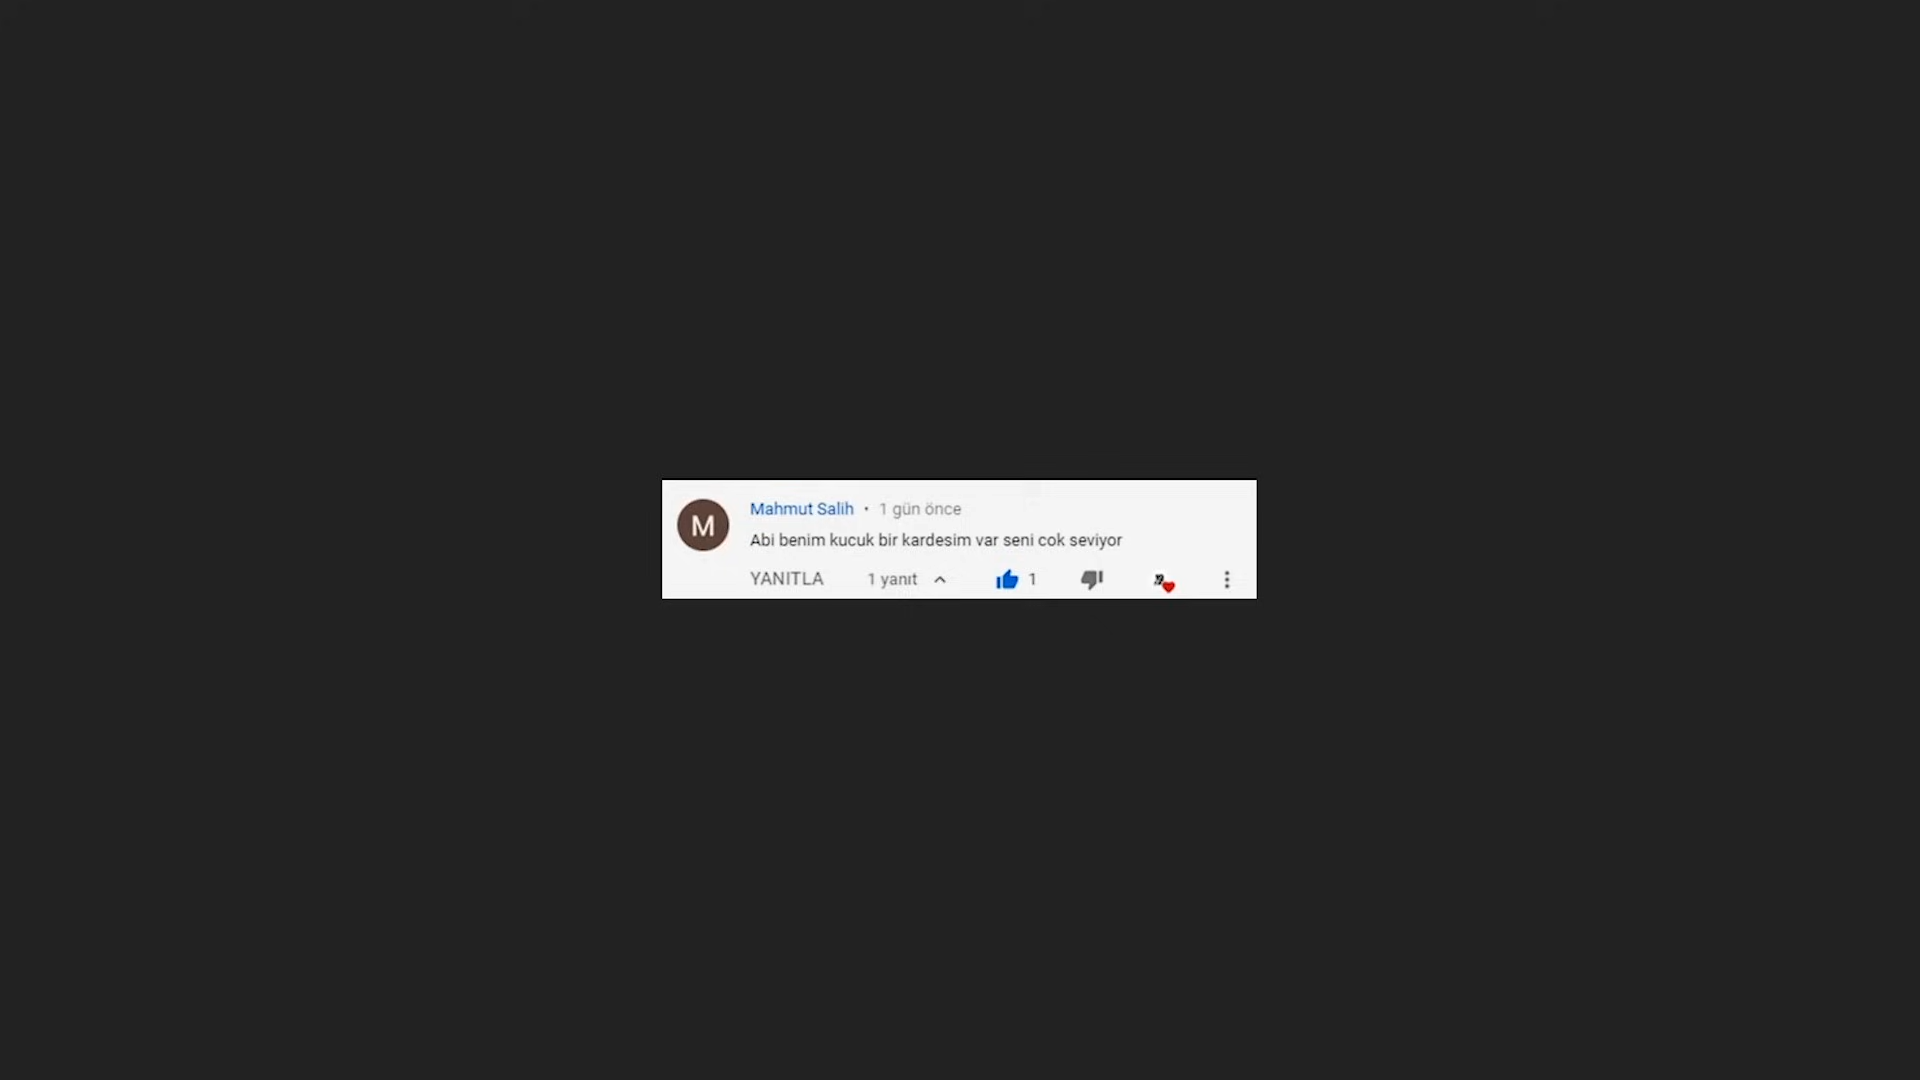 M
Mahmut Salih • 1 gün önce
Abi benim kucuk bir kardesim var seni cok seviyor
YANITLA 1 yanıt 1